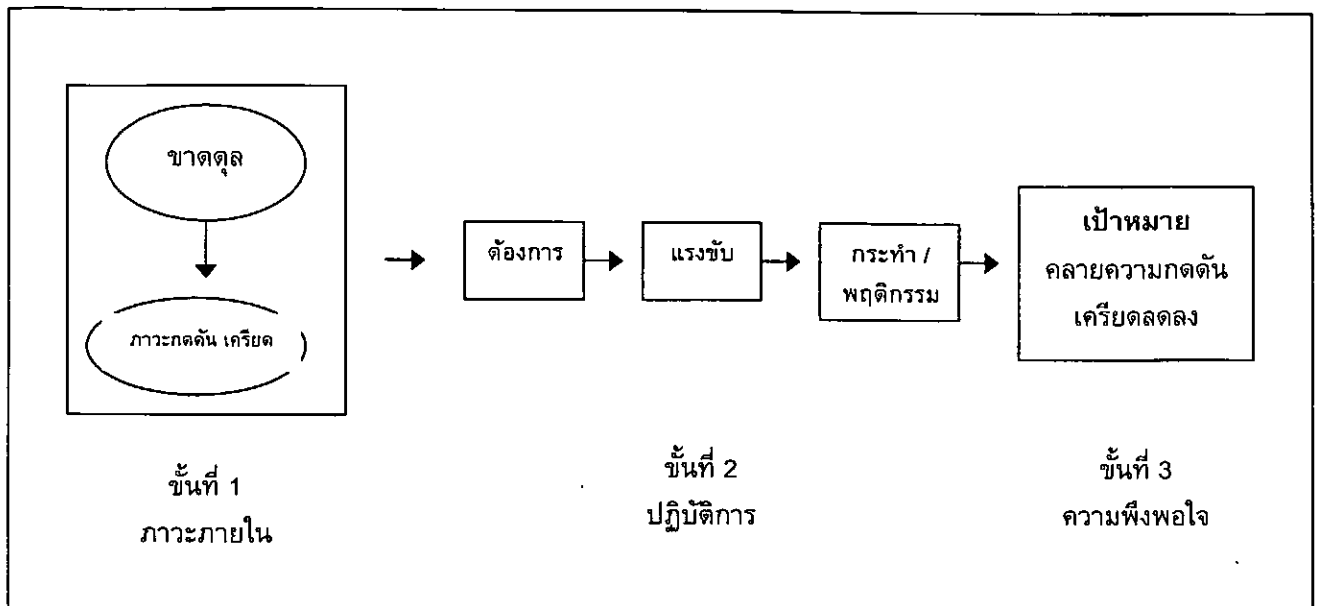 ขาดดุล
ภาวะกดดัน เครียด
ต้องการ
แรงขับ
กระทำ /
พฤติกรรม
เป้าหมาย
คลายความกดดัน
เครียดลดลง
ขั้นที่ 1
ภาวะภายใน
ขั้นที่ 2
ปฏิบัติการ
ขั้นที่ 3
ความพึงพอใจ